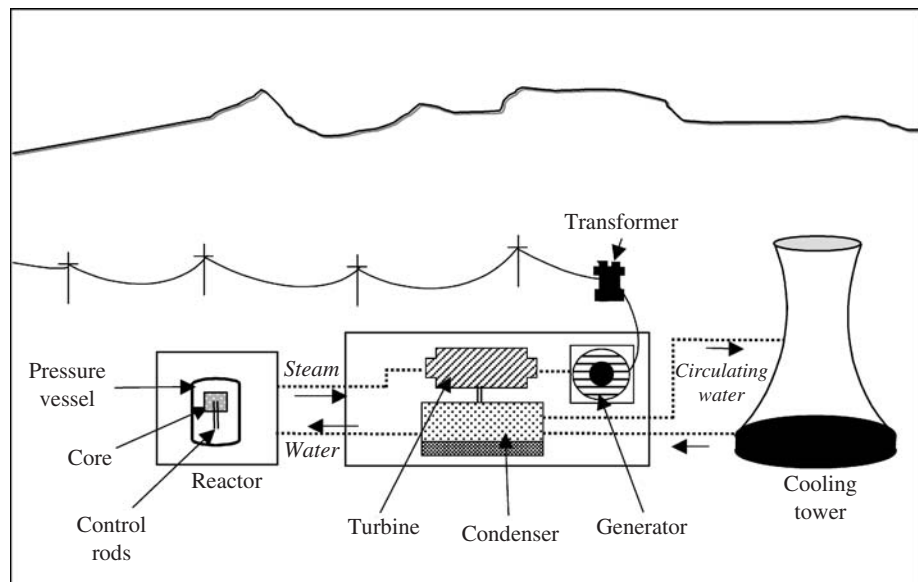 Transformer
Pressure
vessel
Steam
Circulating
water
Core
Water
Reactor
Control
rods
Turbine
Condenser
Generator
Cooling
tower